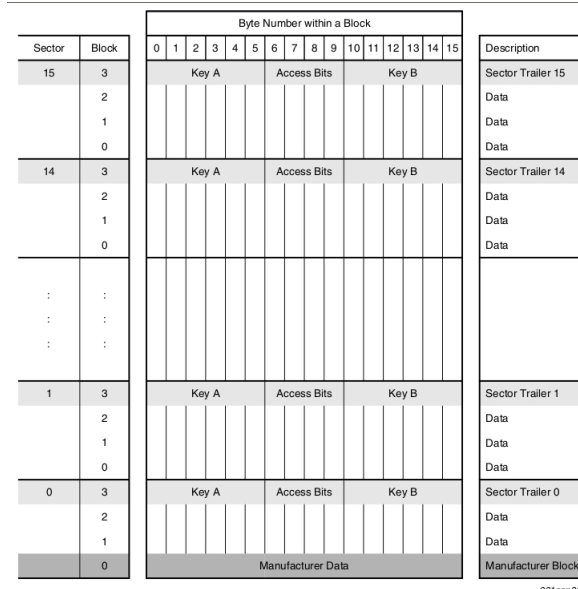 Byte Number within a Block
Sector Block 0 1 2 3 4 5 6 7 8 9 10 11 12 13 14 15 Description
15 3 Key A Access Bits Key B Sector Trailer 15
2 Data
1 Data
0 Data
14 3 Key A Access Bits Key B Sector Trailer 14
2 Data
1 Data
0 Data
: :
: :
: :
1 3 Key A Access Bits Key B Sector Trailer 1
2 Data
1 Data
0 Data
0 3 Key A Access Bits Key B Sector Trailer 0
2 Data
1 Data
0 Manufacturer Data Manufacturer Block